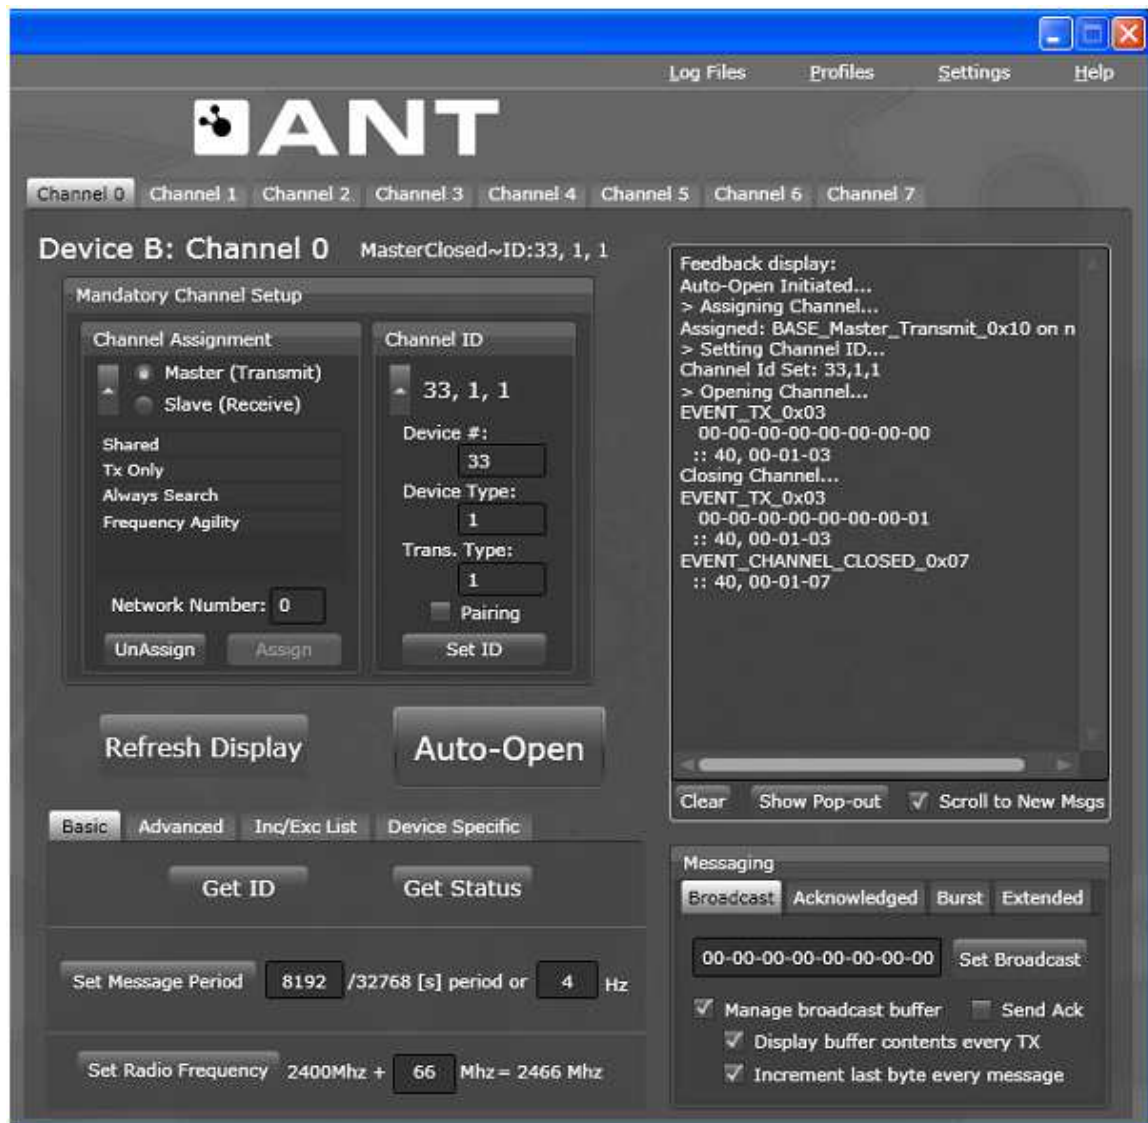 Log Files Profiles Settings Help
ANT
Channel 0 Channel 1 Channel 2 Channel 3 Channel 4 Channel 5 Channel 6 Channel 7
Device B: Channel 0 MasterClosed~ID:33, 1, 1
Mandatory Channel Setup
Channel Assignment
Master (Transmit)
Slave (Receive)
Shared
Tx Only
Always Search
Frequency Agility
Network Number: 0
UnAssign Assign
Channel ID
33, 1, 1
Device #:
33
Device Type:
1
Trans. Type:
1
Pairing
Set ID
Refresh Display Auto-Open
Basic Advanced Inc/Exc List Device Specific
Get ID Get Status
Set Message Period 8192 /32768 [s] period or 4 Hz
Set Radio Frequency 2400Mhz + 66 Mhz= 2466 Mhz
Feedback display:
Auto-Open Initiated...
> Assigning Channel...
Assigned: BASE_Master_Transmit_0x10 on n
> Setting Channel ID...
Channel Id Set: 33,1,1
> Opening Channel...
EVENT_TX_0x03
00-00-00-00-00-00-00-00
:: 40, 00-01-03
Closing Channel...
EVENT_TX_0x03
00-00-00-00-00-00-00-01
:: 40, 00-01-03
EVENT_CHANNEL_CLOSED_0x07
:: 40, 00-01-07
Clear Show Pop-out Scroll to New Msgs
Messaging
Broadcast Acknowledged Burst Extended
00-00-00-00-00-00-00-00 Set Broadcast
Manage broadcast buffer Send Ack
Display buffer contents every TX
Increment last byte every message